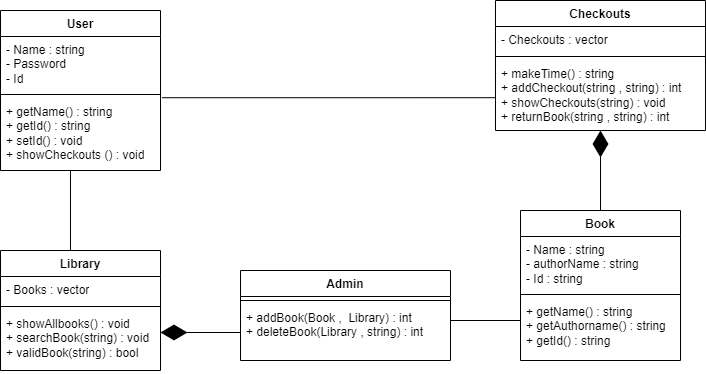 User
- Name : string
- Password
- Id
+ getName() : string
+ getId() : string
+ setId() : void
+ showCheckouts () : void
Checkouts
- Checkouts : vector
+ makeTime() : string
+ addCheckout(string , string) : int
+ showCheckouts(string) : void
+ returnBook(string , string) : int
Library
- Books : vector
+ showAllbooks() : void
+ searchBook(string) : void
+ validBook(string) : bool
Admin
+ addBook(Book ,  Library) : int
+ deleteBook(Library , string) : int
Book
- Name : string
- authorName : string
- Id : string
+ getName() : string
+ getAuthorname() : string
+ getId() : string